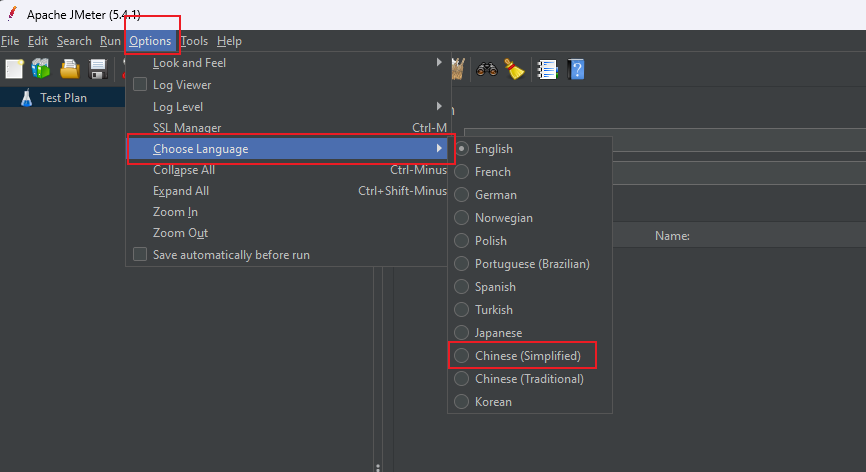 Apache JMeter (5.4.1)
File Edit Search Run Options Tools Help
Look and Feel
Log Viewer
Test Plan
Log Level
SSL Manager Ctrl-M
Choose Language
Collapse All Ctrl-Minus
Expand All Ctrl+Shift-Minus
Zoom In
Zoom Out
Save automatically before run
English
French
German
Norwegian
Polish
Portuguese (Brazilian)
Spanish
Turkish
Japanese
Chinese (Simplified)
Chinese (Traditional)
Korean
Name: